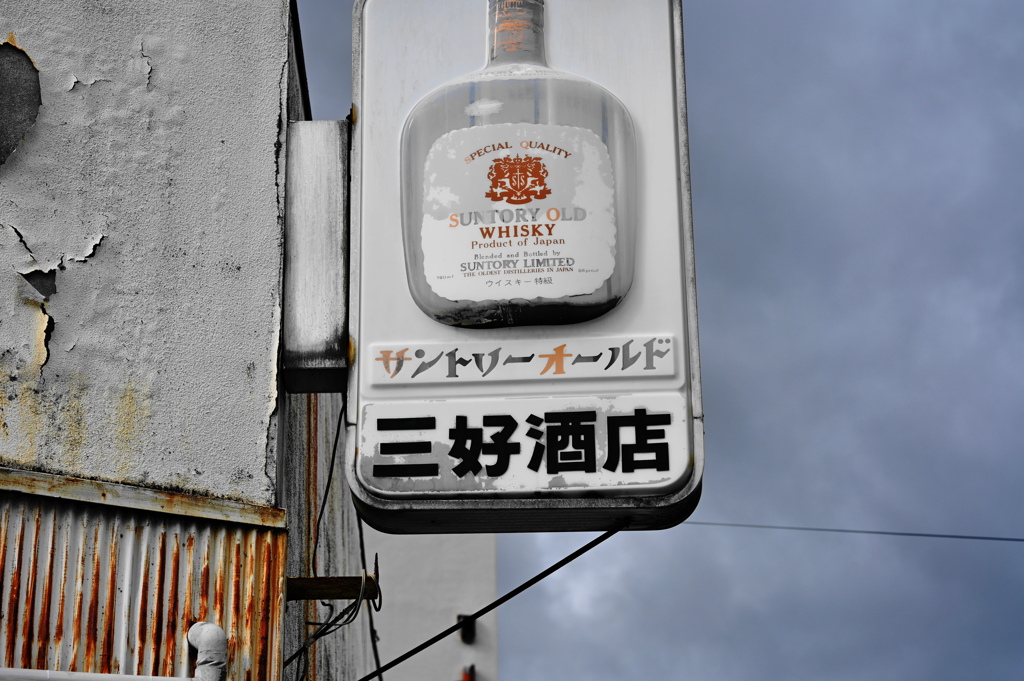 SPECIAL QUALITY
SUNTORY OLD
WHISKY
Product of Japan
Blended and Bottled by
SUNTORY LIMITED
THE OLDEST DISTILLERIES IN JAPAN
ウイスキー特級
サントリーオールド
三好酒店